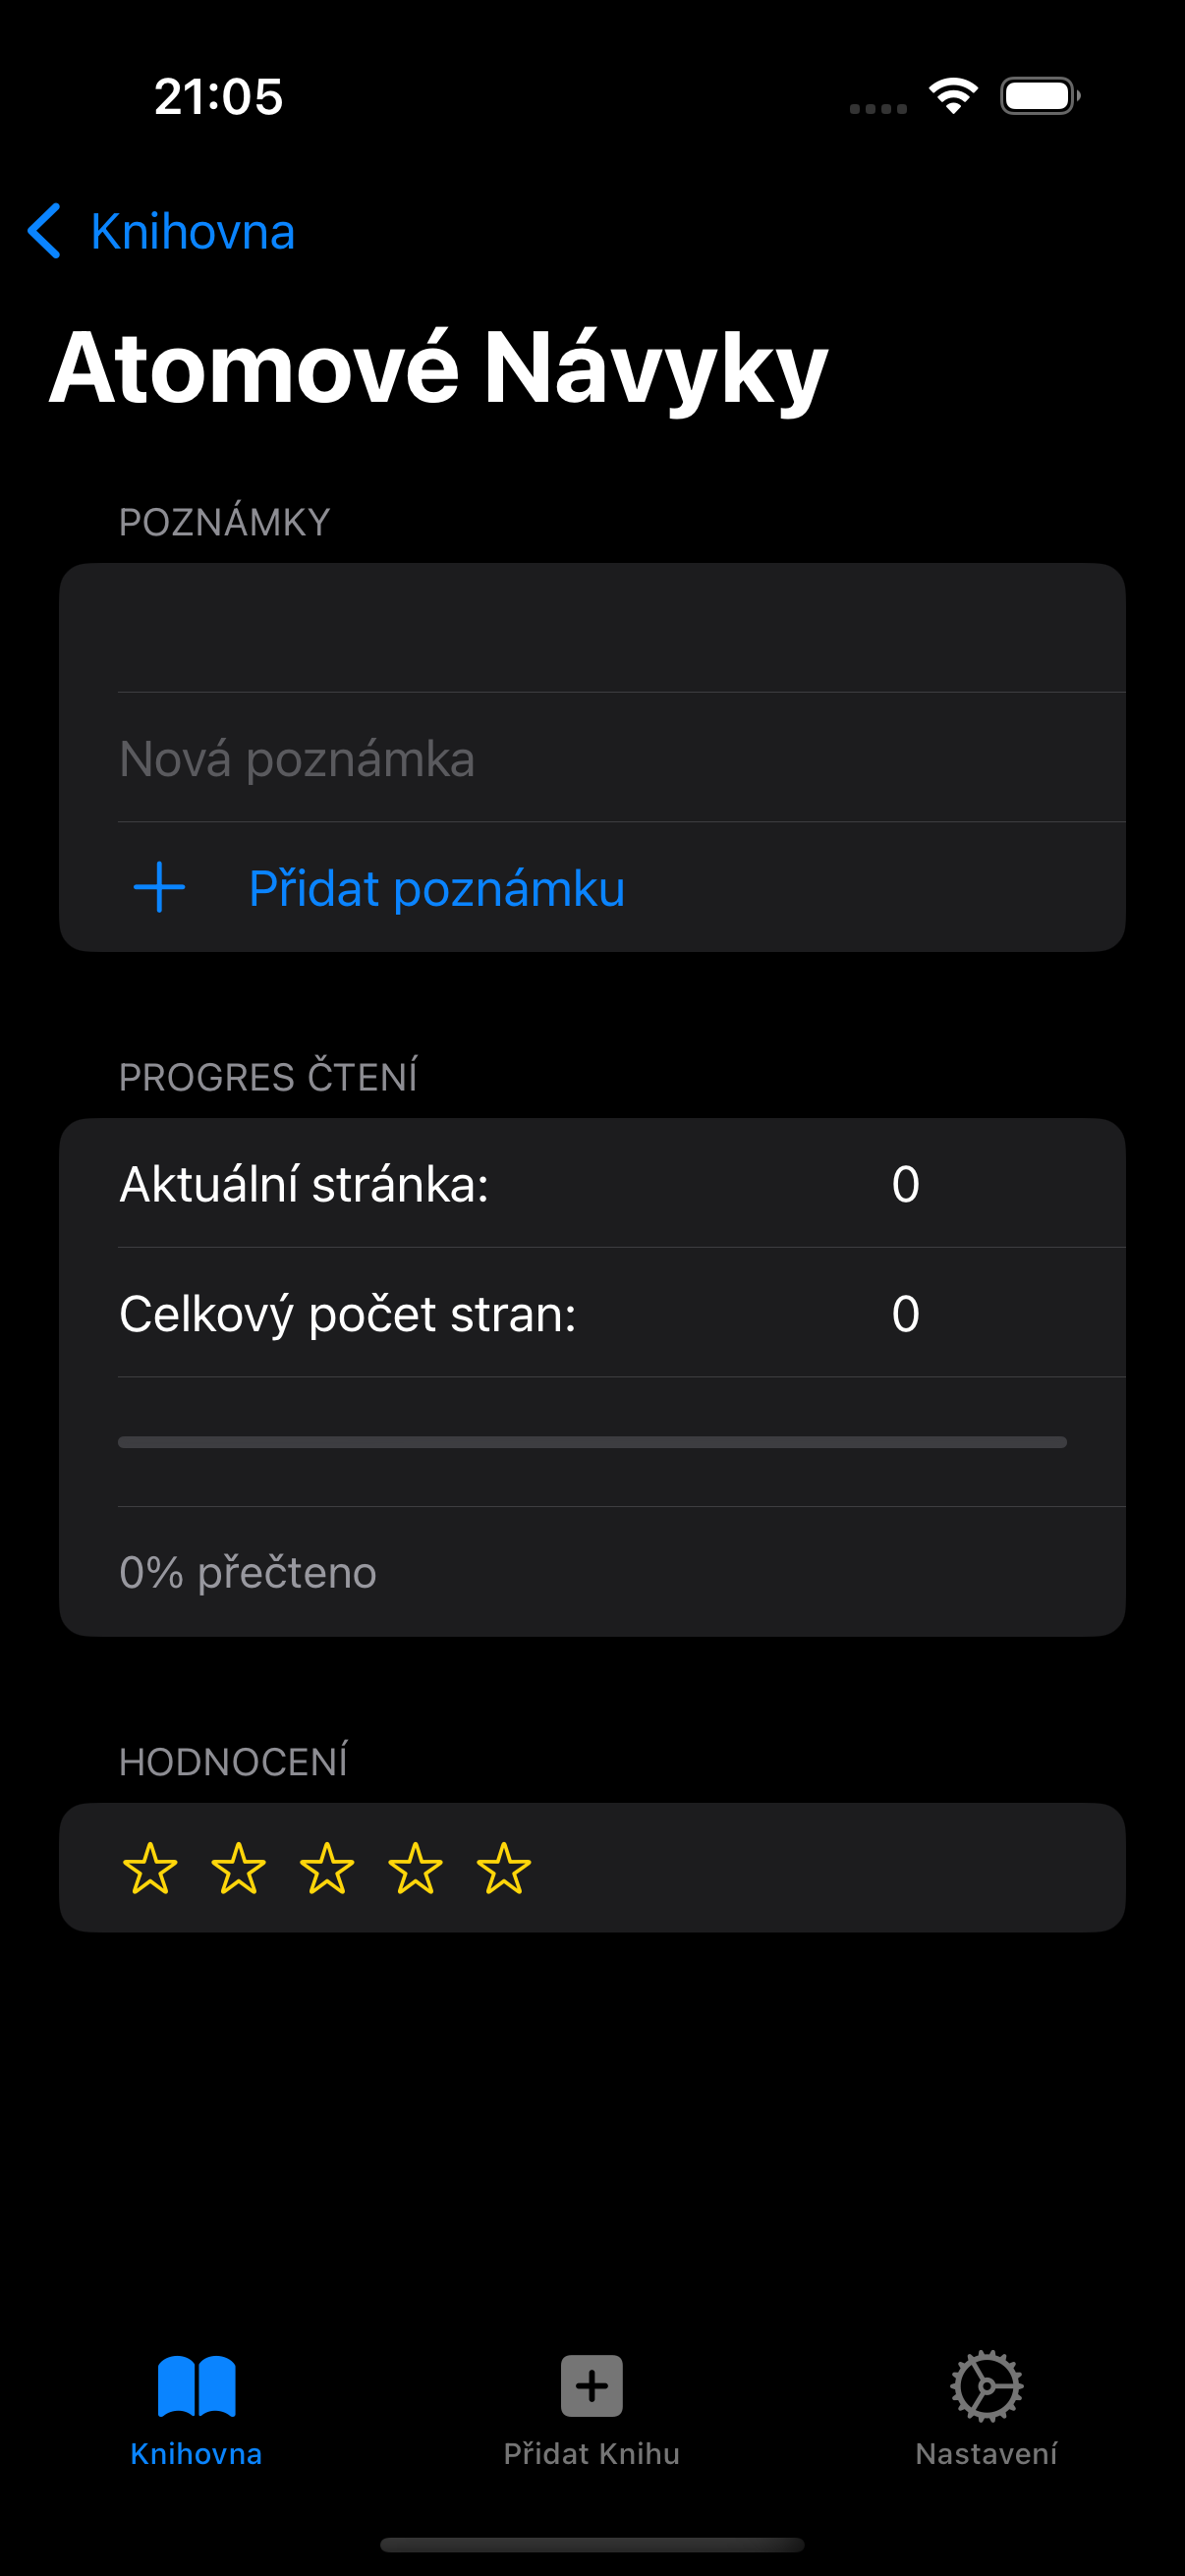 21:05
Knihovna
Atomové Návyky
POZNÁMKY
Nová poznámka
Přidat poznámku
PROGRES ČTENÍ
Aktuální stránka: 0
Celkový počet stran: 0
0% přečteno
HODNOCENÍ
Knihovna Přidat Knihu Nastavení